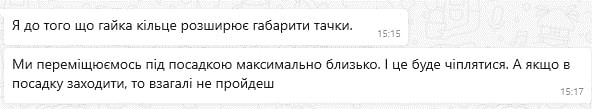 Я до того що гайка кільце розширює габарити тачки.
15:15
Ми переміщюємось під посадкою максимально близько. І це буде чіплятися. А якщо в
посадку заходити, то взагалі не пройдеш
15:17